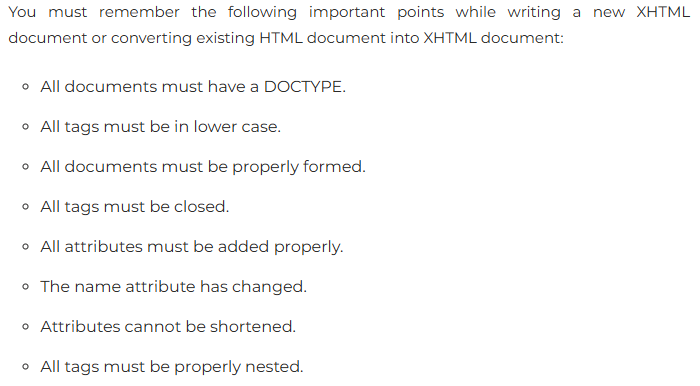 You must remember the following important points while writing a new XHTML
document or converting existing HTML document into XHTML document:
All documents must have a DOCTYPE.
All tags must be in lower case.
All documents must be properly formed.
All tags must be closed.
All attributes must be added properly.
The name attribute has changed.
Attributes cannot be shortened.
All tags must be properly nested.